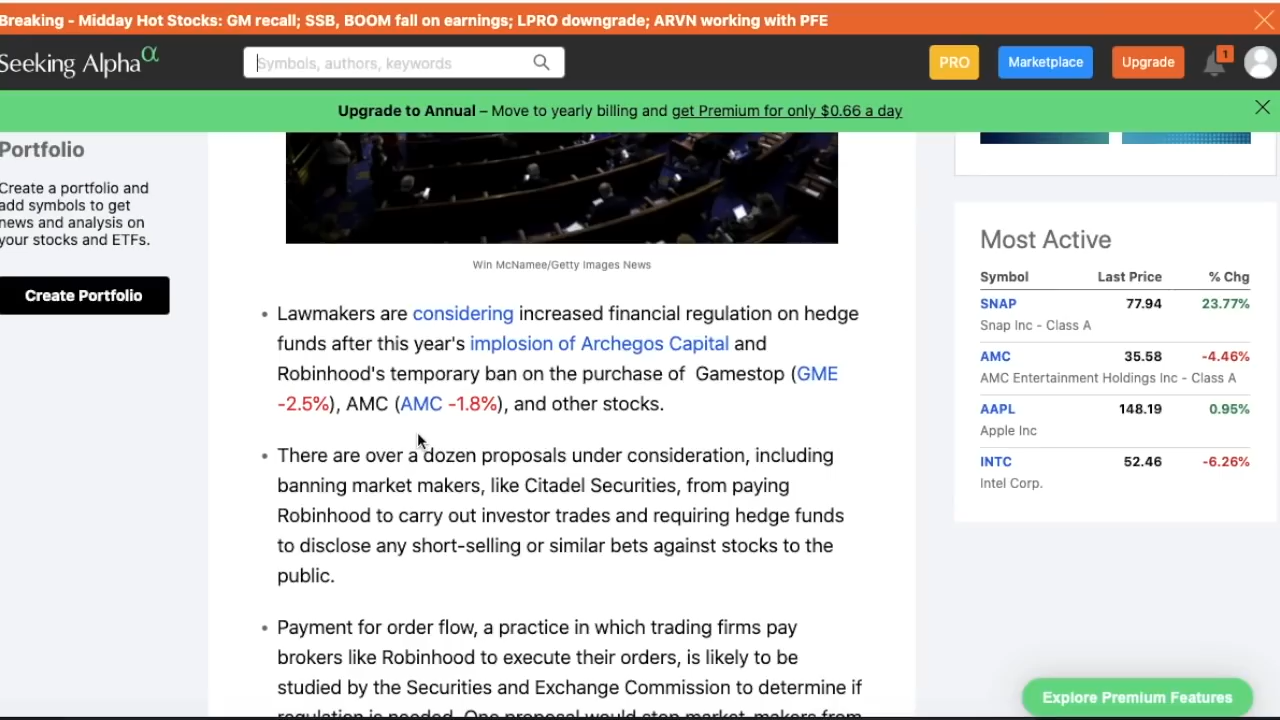 Breaking - Midday Hot Stocks: GM recall; SSB, BOOM fall on earnings; LPRO downgrade; ARVN working with PFE
Seeking Alpha α
Symbols, authors, keywords
PRO
Marketplace
Upgrade
1
Upgrade to Annual – Move to yearly billing and get Premium for only $0.66 a day
Portfolio
Create a portfolio and
add symbols to get
news and analysis on
your stocks and ETFs.
Create Portfolio
Win McNamee/Getty Images News
• Lawmakers are considering increased financial regulation on hedge
funds after this year's implosion of Archegos Capital and
Robinhood's temporary ban on the purchase of Gamestop (GME
-2.5%), AMC (AMC -1.8%), and other stocks.
• There are over a dozen proposals under consideration, including
banning market makers, like Citadel Securities, from paying
Robinhood to carry out investor trades and requiring hedge funds
to disclose any short-selling or similar bets against stocks to the
public.
• Payment for order flow, a practice in which trading firms pay
brokers like Robinhood to execute their orders, is likely to be
studied by the Securities and Exchange Commission to determine if
regulation is needed. One proposal would stop market makers from
Most Active
Symbol Last Price % Chg
SNAP 77.94 23.77%
Snap Inc - Class A
AMC 35.58 -4.46%
AMC Entertainment Holdings Inc - Class A
AAPL 148.19 0.95%
Apple Inc
INTC 52.46 -6.26%
Intel Corp.
Explore Premium Features